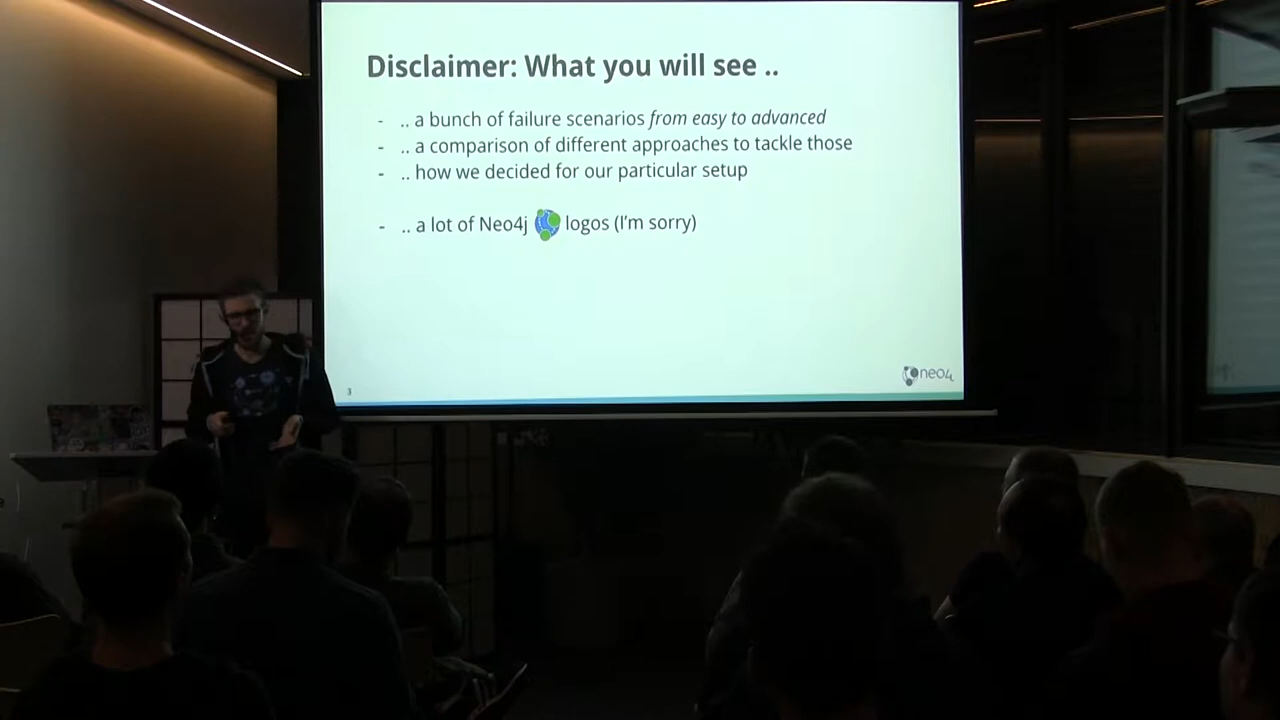 Disclaimer: What you will see ..
- .. a bunch of failure scenarios from easy to advanced
- .. a comparison of different approaches to tackle those
- .. how we decided for our particular setup
- .. a lot of Neo4j logos (I'm sorry)
3
neo4j